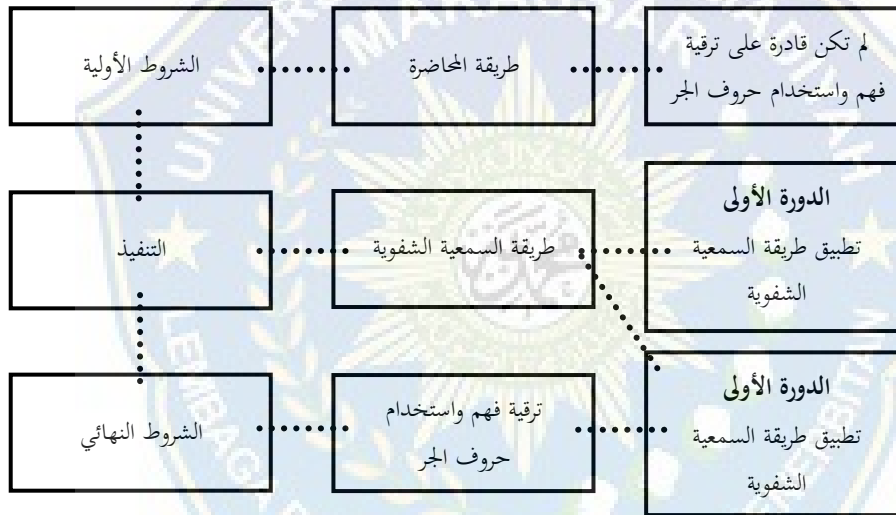 الشروط الأولية
طريقة المحاضرة
لم تكن قادرة على ترقية
فهم واستخدام حروف الجر
التنفيذ
طريقة السمعية الشفوية
الدورة الأولى
تطبيق طريقة السمعية
الشفوية
الشروط النهائي
ترقية فهم واستخدام
حروف الجر
الدورة الأولى
تطبيق طريقة السمعية
الشفوية